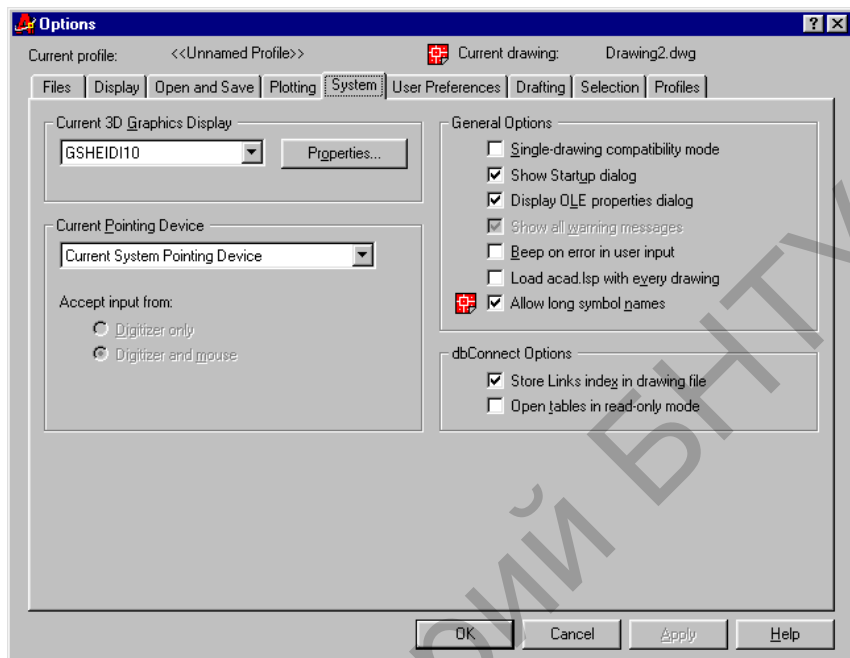 Options
Current profile: <<Unnamed Profile>> Current drawing: Drawing2.dwg
Files Display Open and Save Plotting System User Preferences Drafting Selection Profiles
Current 3D Graphics Display
GSHEIDI10 Properties...
Current Pointing Device
Current System Pointing Device
Accept input from:
Digitizer only
Digitizer and mouse
General Options
Single-drawing compatibility mode
Show Startup dialog
Display OLE properties dialog
Show all warning messages
Beep on error in user input
Load acad.lsp with every drawing
Allow long symbol names
dbConnect Options
Store Links index in drawing file
Open tables in read-only mode
OK Cancel Apply Help
БНТУ